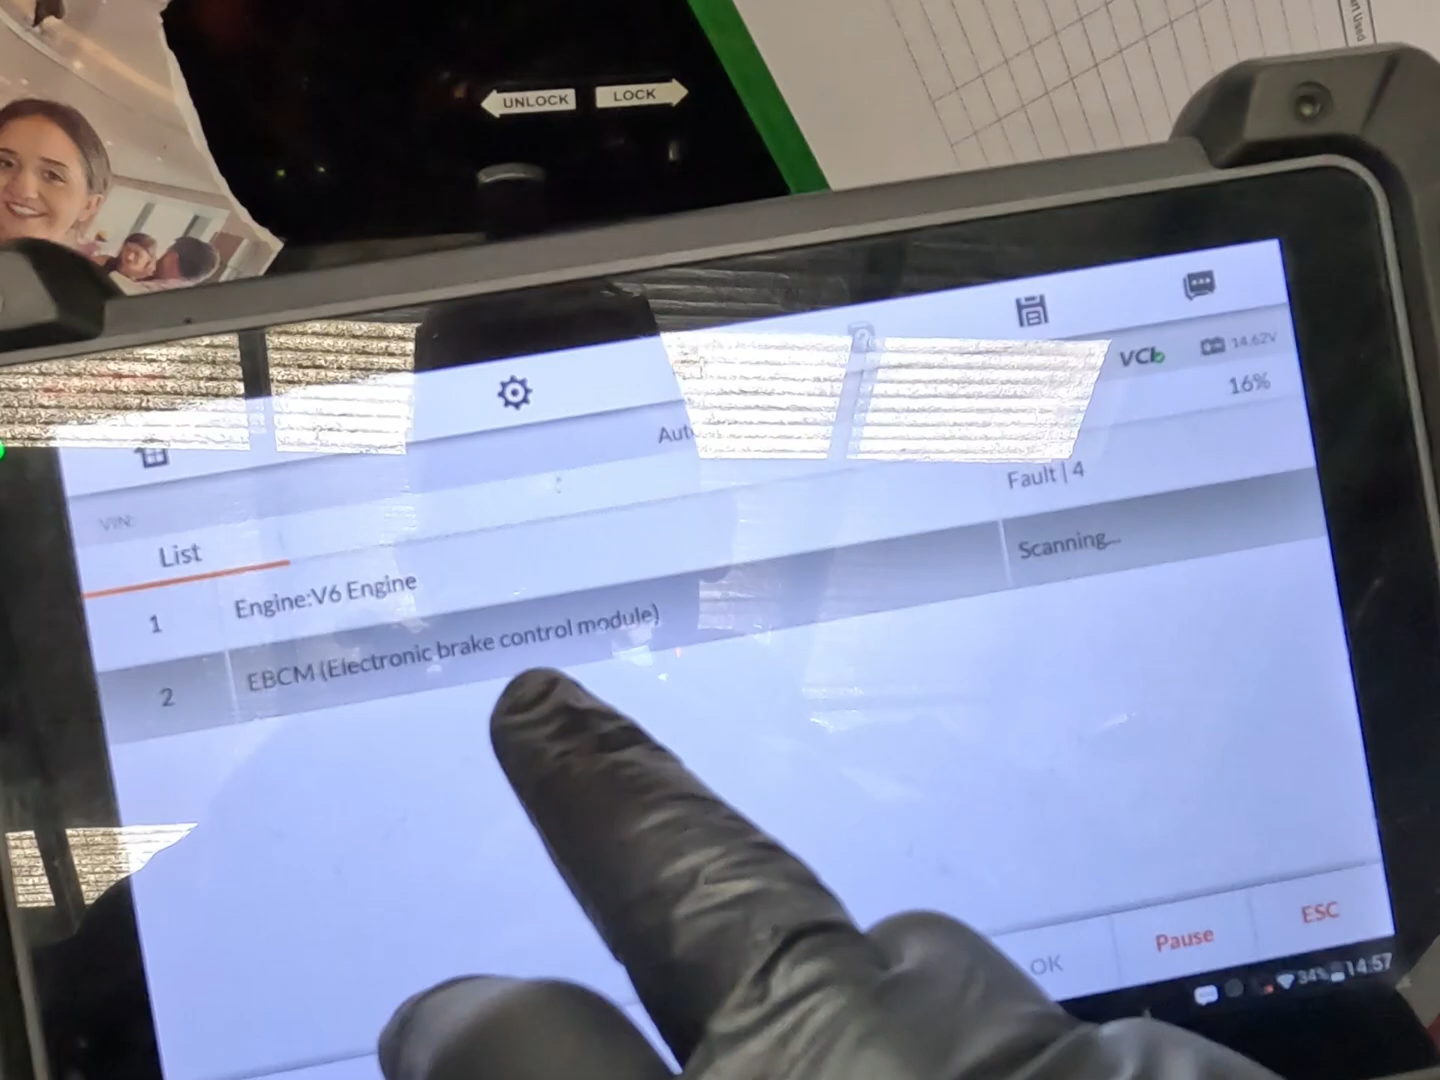 UNLOCK LOCK
VCI 14.62V
16%
VIN:
List
Fault | 4
1 Engine:V6 Engine
Scanning...
2 EBCM (Electronic brake control module)
OK Pause ESC
34% 14:57